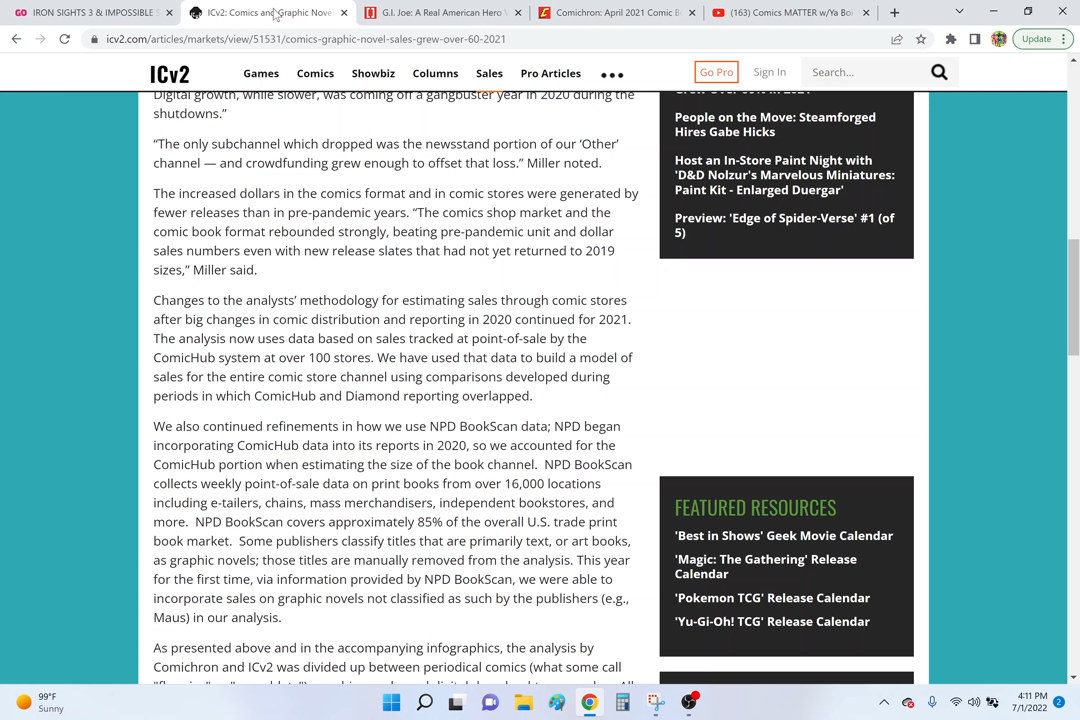 IRON SIGHTS 3 & IMPOSSIBLE S
ICv2: Comics and Graphic Novel
G.I. Joe: A Real American Hero V
Comichron: April 2021 Comic B
(163) Comics MATTER w/Ya Boi
icv2.com/articles/markets/view/51531/comics-graphic-novel-sales-grew-over-60-2021
Update
ICv2
Games
Comics
Showbiz
Columns
Sales
Pro Articles
Go Pro
Sign In
Search...
Digital growth, while slower, was coming off a gangbuster year in 2020 during the
shutdowns.”
“The only subchannel which dropped was the newsstand portion of our ‘Other’
channel — and crowdfunding grew enough to offset that loss.” Miller noted.
The increased dollars in the comics format and in comic stores were generated by
fewer releases than in pre-pandemic years. “The comics shop market and the
comic book format rebounded strongly, beating pre-pandemic unit and dollar
sales numbers even with new release slates that had not yet returned to 2019
sizes,” Miller said.
Changes to the analysts’ methodology for estimating sales through comic stores
after big changes in comic distribution and reporting in 2020 continued for 2021.
The analysis now uses data based on sales tracked at point-of-sale by the
ComicHub system at over 100 stores. We have used that data to build a model of
sales for the entire comic store channel using comparisons developed during
periods in which ComicHub and Diamond reporting overlapped.
We also continued refinements in how we use NPD BookScan data; NPD began
incorporating ComicHub data into its reports in 2020, so we accounted for the
ComicHub portion when estimating the size of the book channel.  NPD BookScan
collects weekly point-of-sale data on print books from over 16,000 locations
including e-tailers, chains, mass merchandisers, independent bookstores, and
more.  NPD BookScan covers approximately 85% of the overall U.S. trade print
book market.  Some publishers classify titles that are primarily text, or art books,
as graphic novels; those titles are manually removed from the analysis. This year
for the first time, via information provided by NPD BookScan, we were able to
incorporate sales on graphic novels not classified as such by the publishers (e.g.,
Maus) in our analysis.
As presented above and in the accompanying infographics, the analysis by
Comichron and ICv2 was divided up between periodical comics (what some call
People on the Move: Steamforged
Hires Gabe Hicks
Host an In-Store Paint Night with
'D&D Nolzur's Marvelous Miniatures:
Paint Kit - Enlarged Duergar'
Preview: 'Edge of Spider-Verse' #1 (of
5)
FEATURED RESOURCES
'Best in Shows' Geek Movie Calendar
'Magic: The Gathering' Release
Calendar
'Pokemon TCG' Release Calendar
'Yu-Gi-Oh! TCG' Release Calendar
99°F
Sunny
4:11 PM
7/1/2022
2